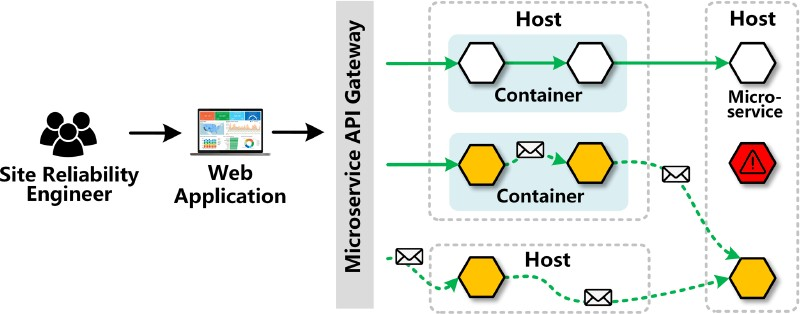 Site Reliability
Engineer
Web
Application
Microservice API Gateway
Host
Container
Container
Host
Host
Micro-
service